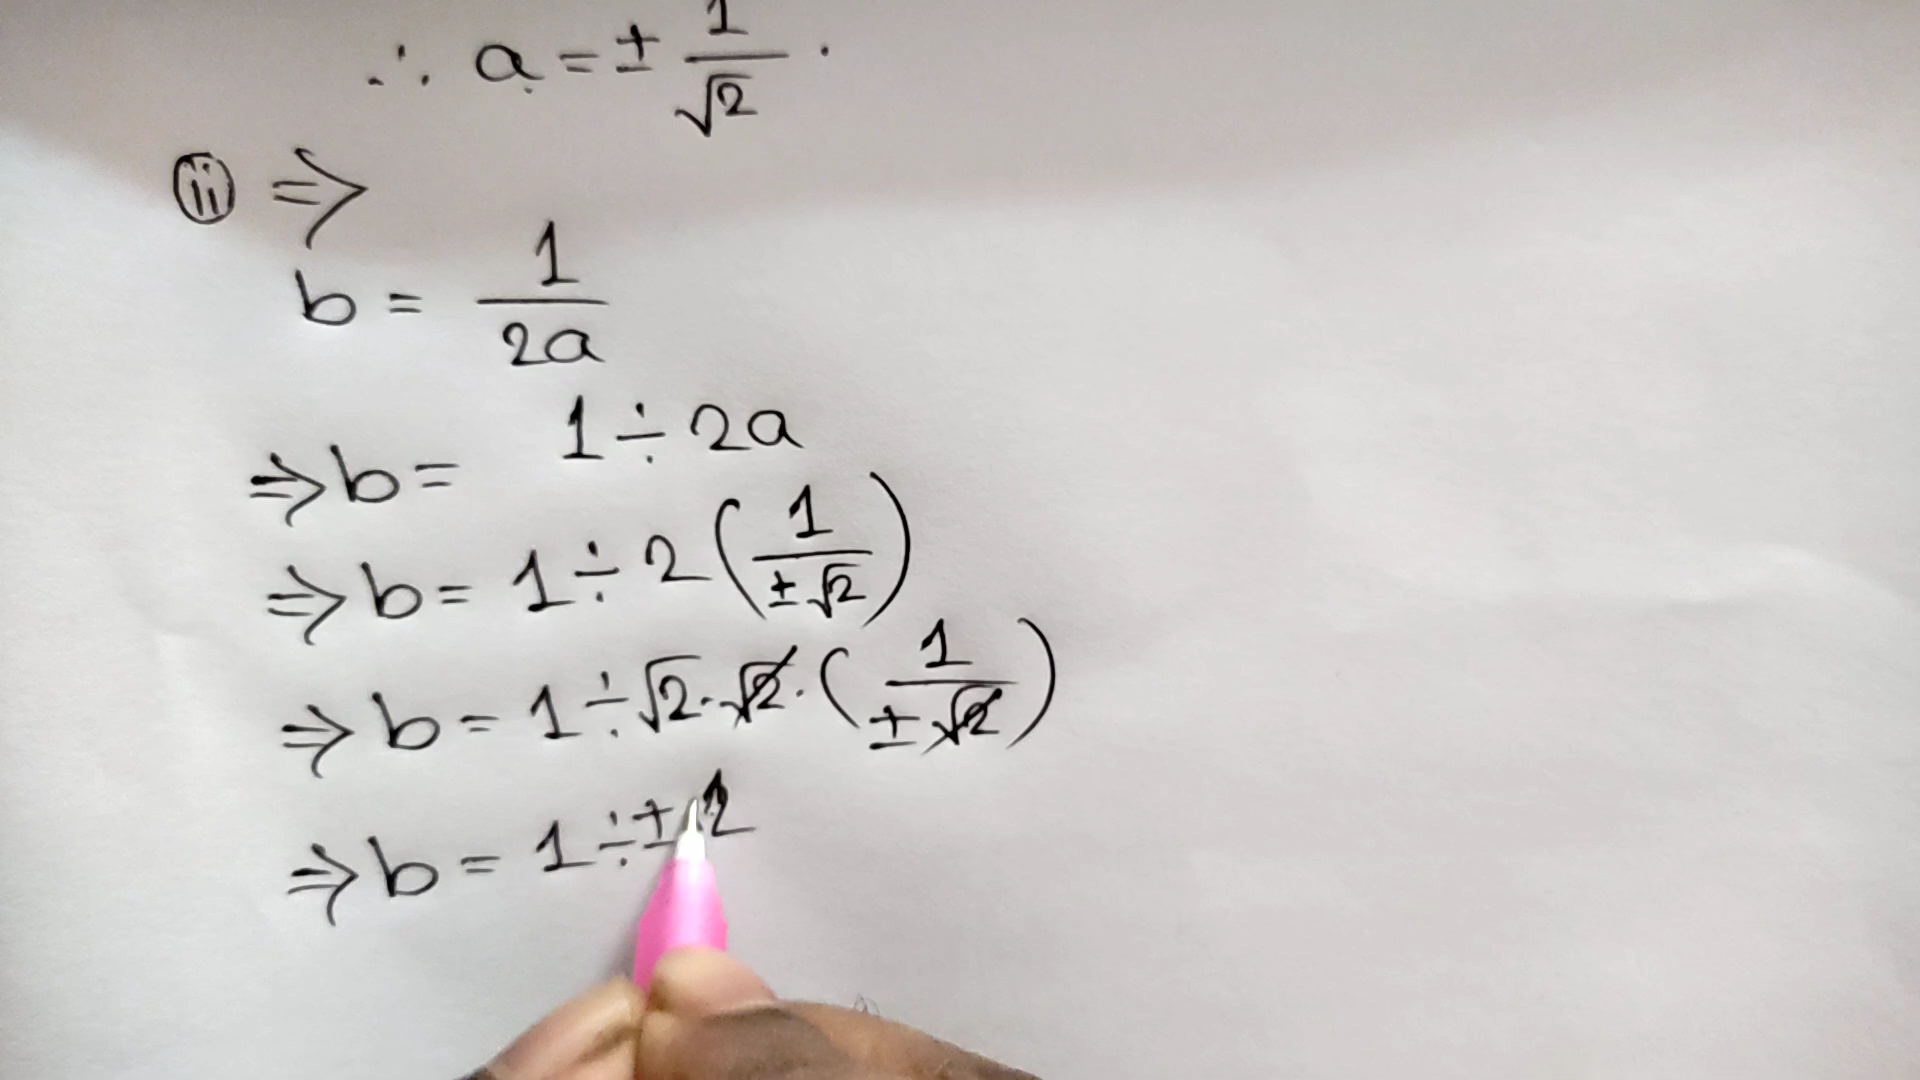 ∴ a = ± 1/√2 .
(ii) ⇒
b = 1/2a
⇒ b = 1 ÷ 2a
⇒ b = 1 ÷ 2 (1/±√2)
⇒ b = 1 ÷ √2 · √2 · (1/±√2)
⇒ b = 1 ÷ ±